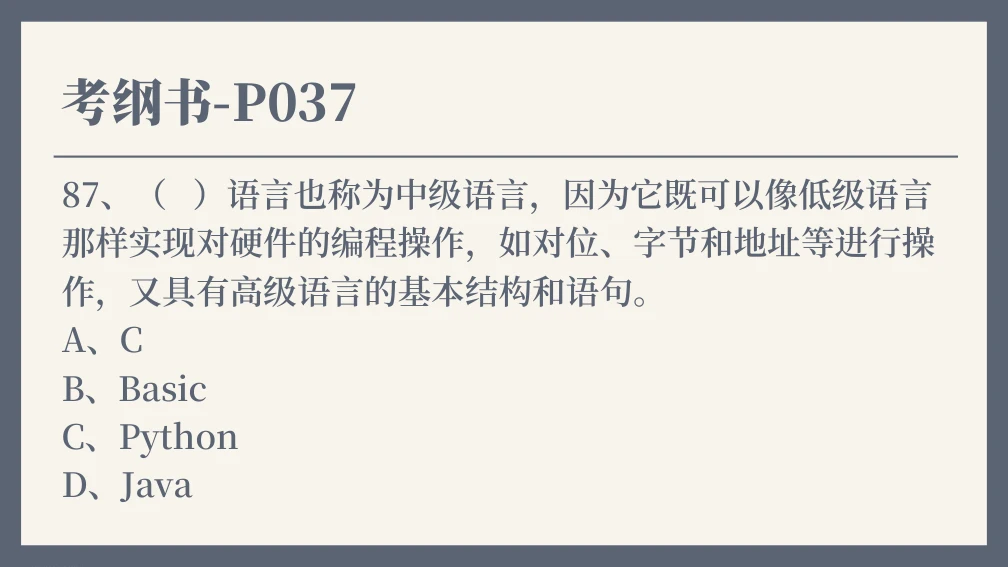 考纲书-P037
87、（  ）语言也称为中级语言，因为它既可以像低级语言
那样实现对硬件的编程操作，如对位、字节和地址等进行操
作，又具有高级语言的基本结构和语句。
A、C
B、Basic
C、Python
D、Java